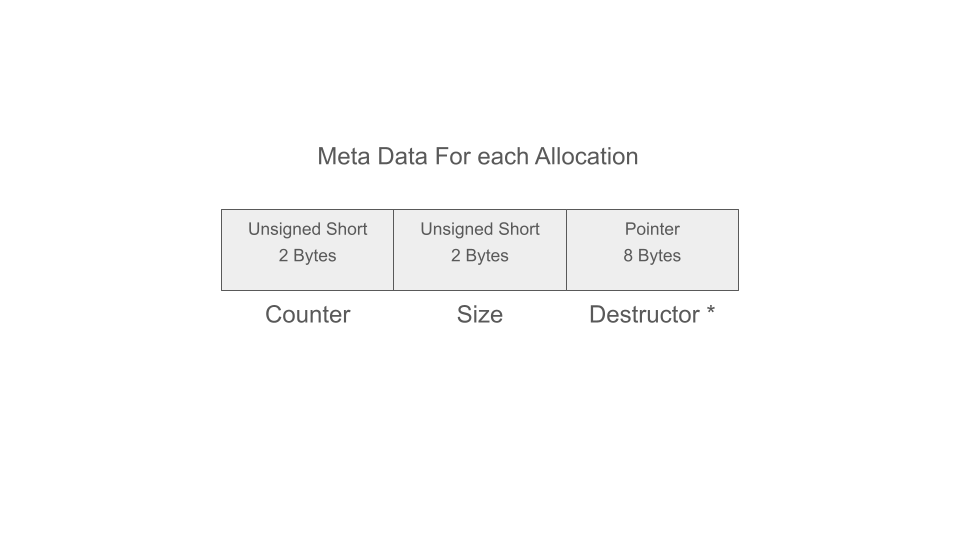 Meta Data For each Allocation
Unsigned Short Unsigned Short Pointer
2 Bytes 2 Bytes 8 Bytes
Counter Size Destructor *